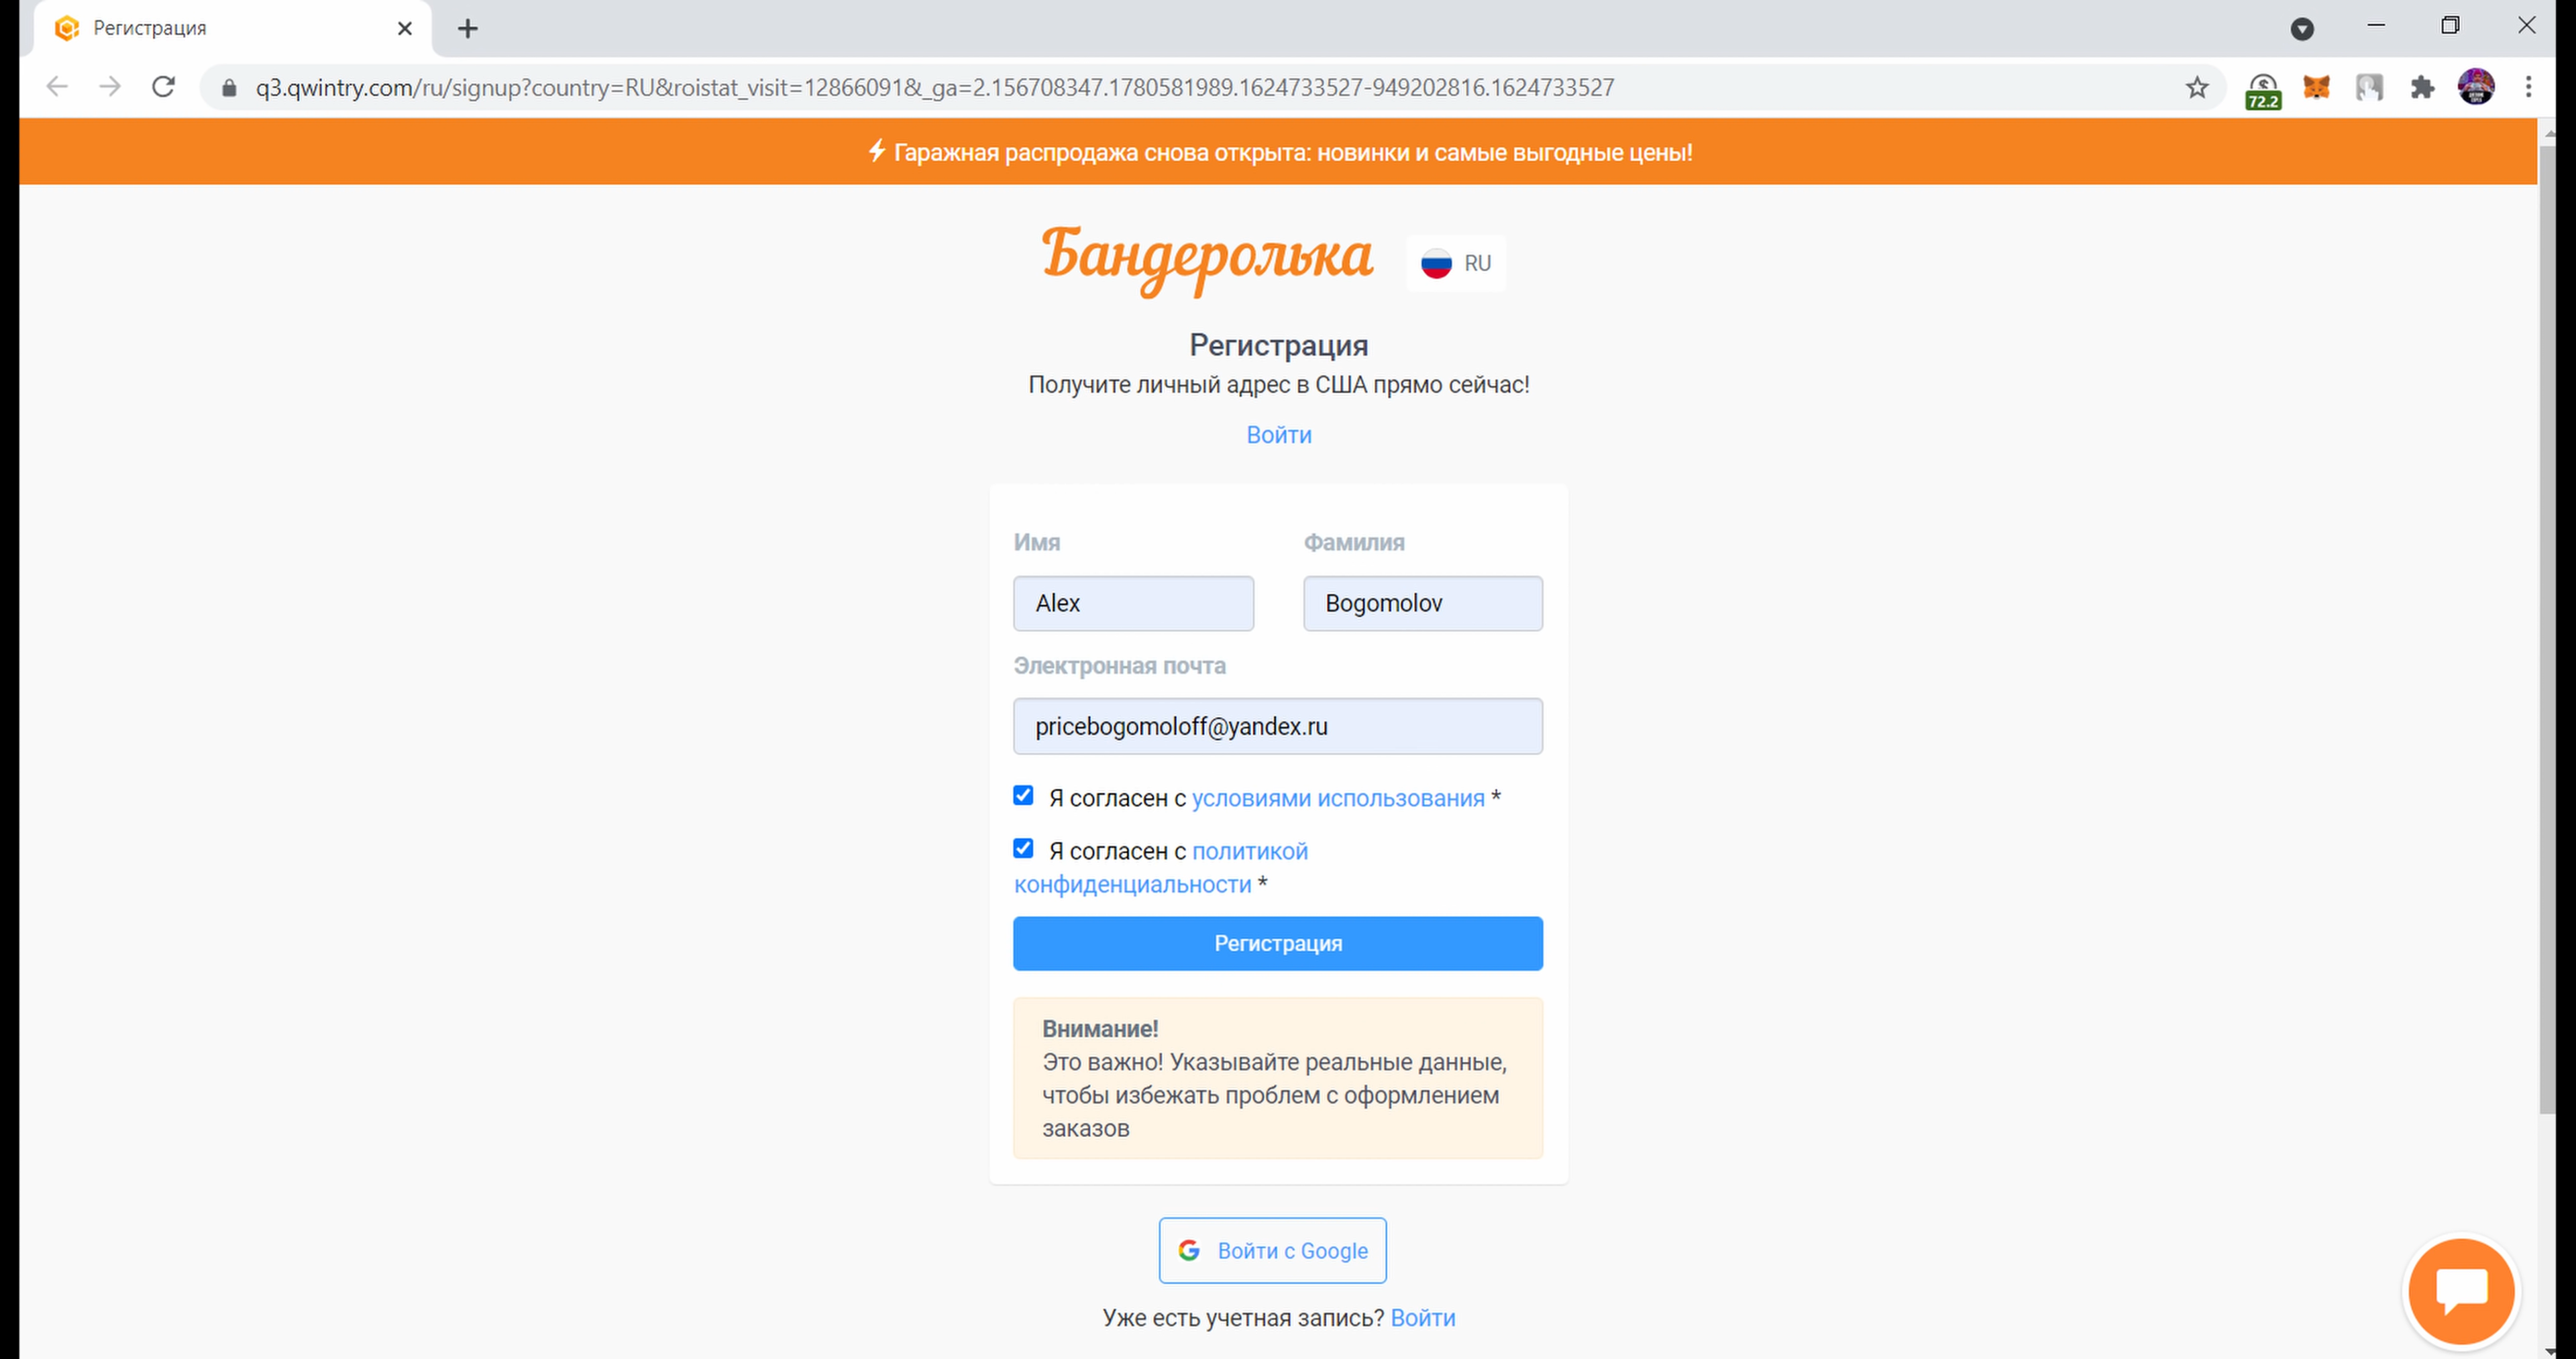 Регистрация
q3.qwintry.com/ru/signup?country=RU&roistat_visit=12866091&_ga=2.156708347.1780581989.1624733527-949202816.1624733527
72.2
Гаражная распродажа снова открыта: новинки и самые выгодные цены!
Бандеролька
RU
Регистрация
Получите личный адрес в США прямо сейчас!
Войти
Имя Фамилия
Alex Bogomolov
Электронная почта
pricebogomoloff@yandex.ru
Я согласен с условиями использования *
Я согласен с политикой
конфиденциальности *
Регистрация
Внимание!
Это важно! Указывайте реальные данные,
чтобы избежать проблем с оформлением
заказов
Войти с Google
Уже есть учетная запись? Войти